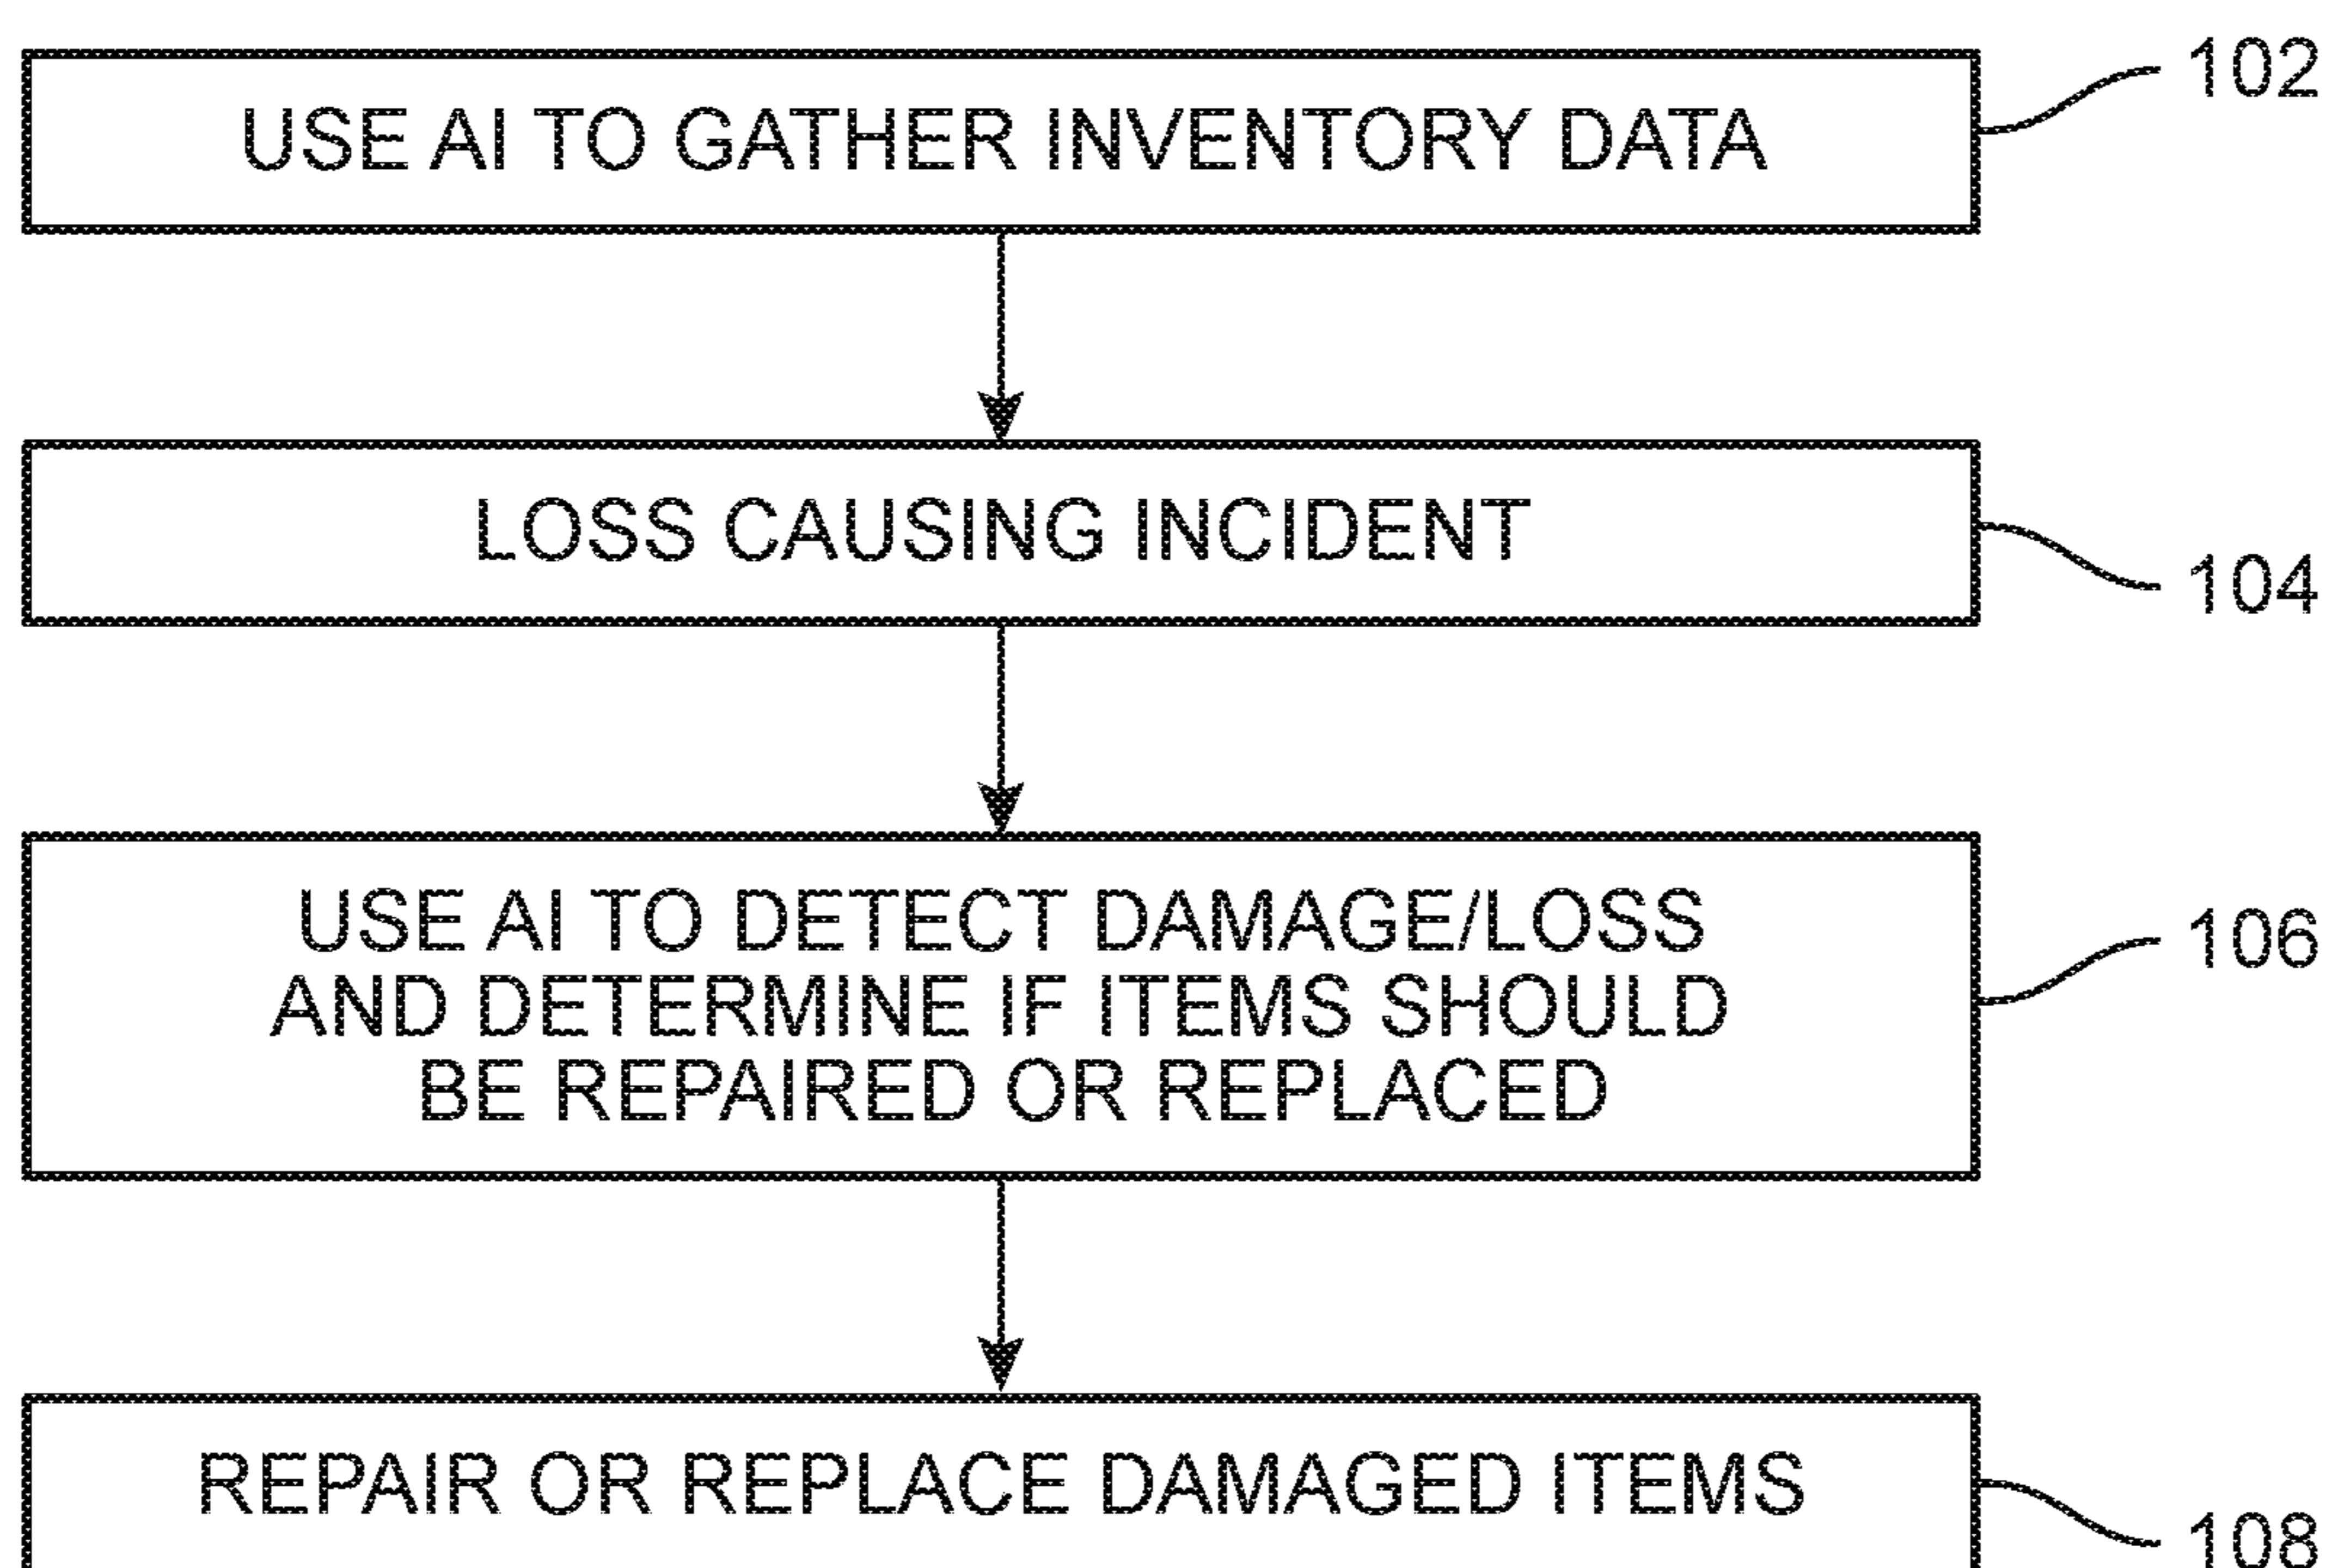 USE AI TO GATHER INVENTORY DATA
102
LOSS CAUSING INCIDENT
104
USE AI TO DETECT DAMAGE/LOSS
AND DETERMINE IF ITEMS SHOULD
BE REPAIRED OR REPLACED
106
REPAIR OR REPLACE DAMAGED ITEMS
108